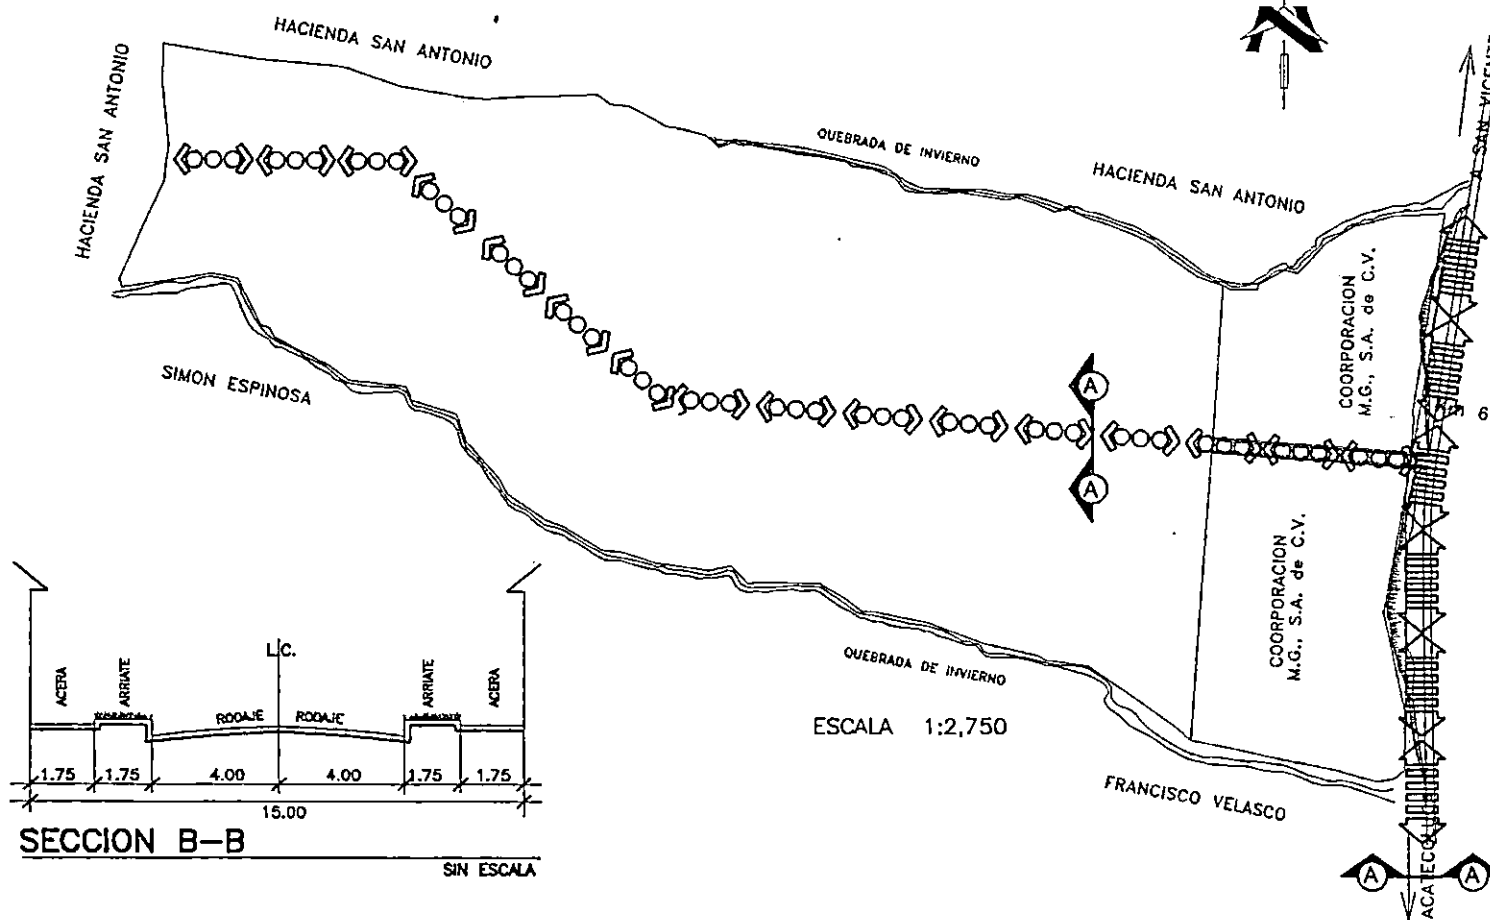 HACIENDA SAN ANTONIO
HACIENDA SAN ANTONIO
QUEBRADA DE INVIERNO
HACIENDA SAN ANTONIO
A SAN VICENTE
COORPORACION
M.G., S.A. de C.V.
SIMON ESPINOSA
A
A
6
COORPORACION
M.G., S.A. de C.V.
QUEBRADA DE INVIERNO
ESCALA 1:2,750
FRANCISCO VELASCO
L.C.
ACERA
ARRIATE
RODAJE
RODAJE
ARRIATE
ACERA
1.75
1.75
4.00
4.00
1.75
1.75
15.00
SECCION B-B
SIN ESCALA
A
A